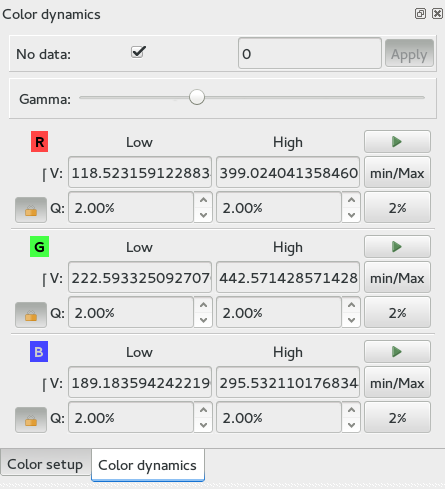 Color dynamics
No data: 0 Apply
Gamma:
R Low High
V: 118.523159122883 399.024041358460 min/Max
Q: 2.00% 2.00% 2%
G Low High
V: 222.593325092707 442.571428571428 min/Max
Q: 2.00% 2.00% 2%
B Low High
V: 189.183594242219 295.532110176834 min/Max
Q: 2.00% 2.00% 2%
Color setup Color dynamics